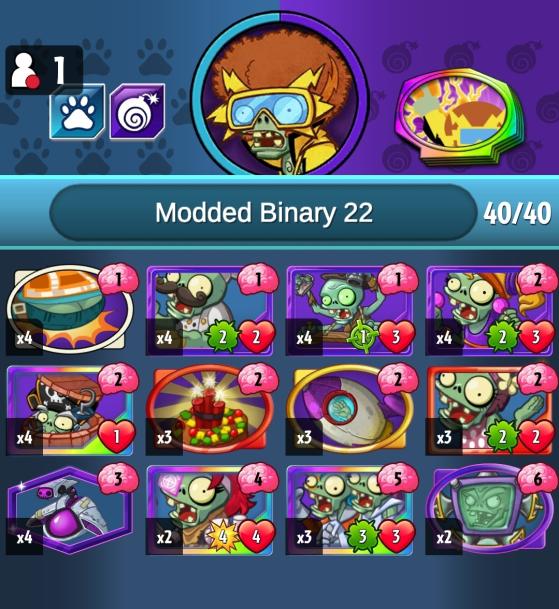 1
Modded Binary 22 40/40
1 1 1 2
x4 x4 2 2 x4 1 3 x4 2 3
2 2 2 2
x4 1 x3 x3 x3 2 2
3 4 5 6
x4 x2 4 4 x3 3 3 x2